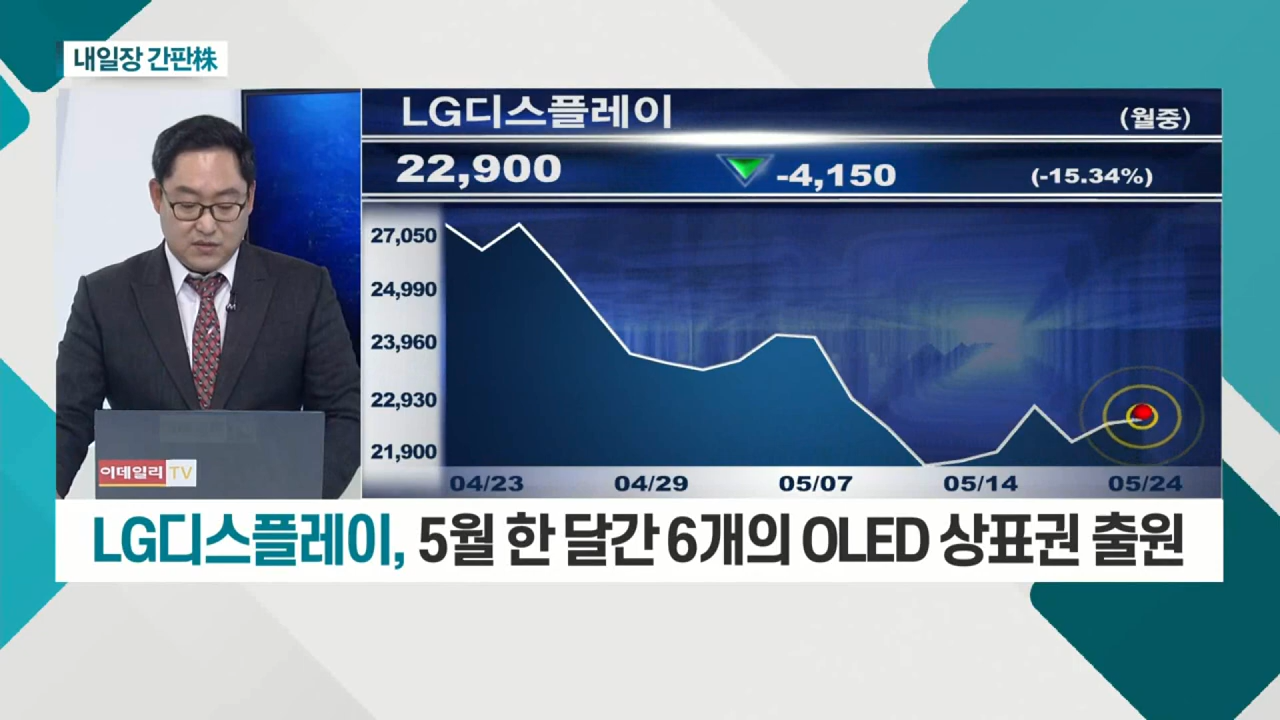 내일장 간판株
LG디스플레이
(월중)
22,900
-4,150
(-15.34%)
27,050
24,990
23,960
22,930
21,900
04/23
04/29
05/07
05/14
05/24
이데일리 TV
LG디스플레이, 5월 한 달간 6개의 OLED 상표권 출원